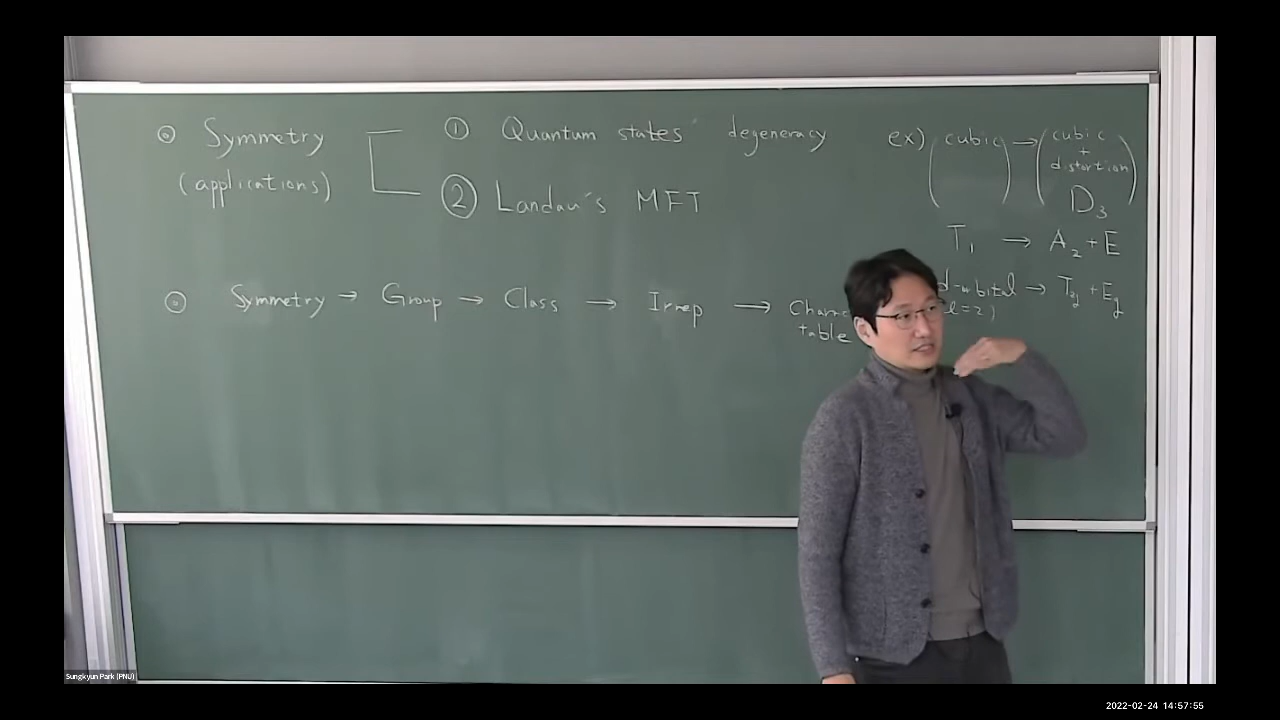 ⊙ Symmetry
(applications)
① Quantum states degeneracy
② Landau's MFT
ex) (cubic) → (cubic
+
distortion)
D₃
T₁ → A₂ + E
d-orbital → T₂g + Eg
(l=2)
⊙ Symmetry → Group → Class → Irrep →
table
Sungkyun Park (PNU)
2022-02-24 14:57:55